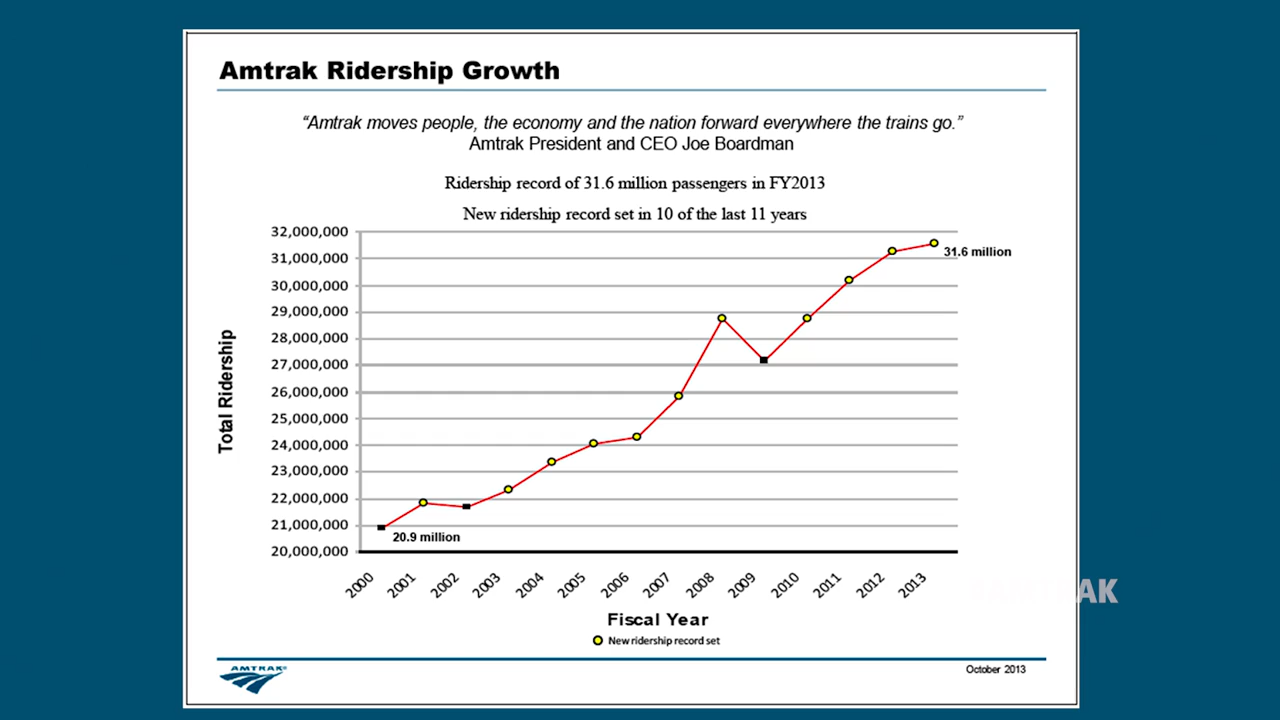 Amtrak Ridership Growth
“Amtrak moves people, the economy and the nation forward everywhere the trains go.”
Amtrak President and CEO Joe Boardman
Ridership record of 31.6 million passengers in FY2013
New ridership record set in 10 of the last 11 years
32,000,000
31,000,000
30,000,000
29,000,000
28,000,000
27,000,000
26,000,000
25,000,000
24,000,000
23,000,000
22,000,000
21,000,000
20,000,000
Total Ridership
31.6 million
20.9 million
2000
2001
2002
2003
2004
2005
2006
2007
2008
2009
2010
2011
2012
2013
Fiscal Year
New ridership record set
AMTRAK®
October 2013